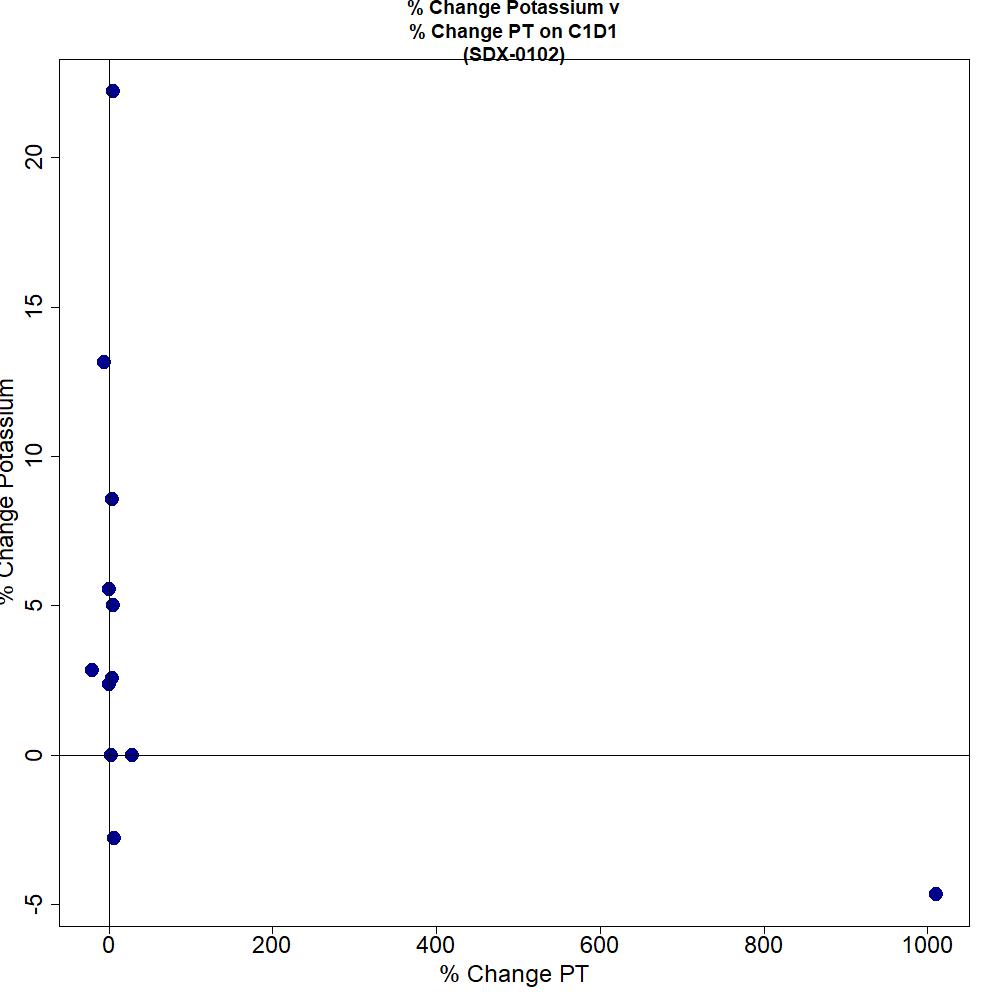 % Change Potassium v
% Change PT on C1D1
(SDX-0102)
% Change Potassium
20
15
10
5
0
-5
0 200 400 600 800 1000
% Change PT